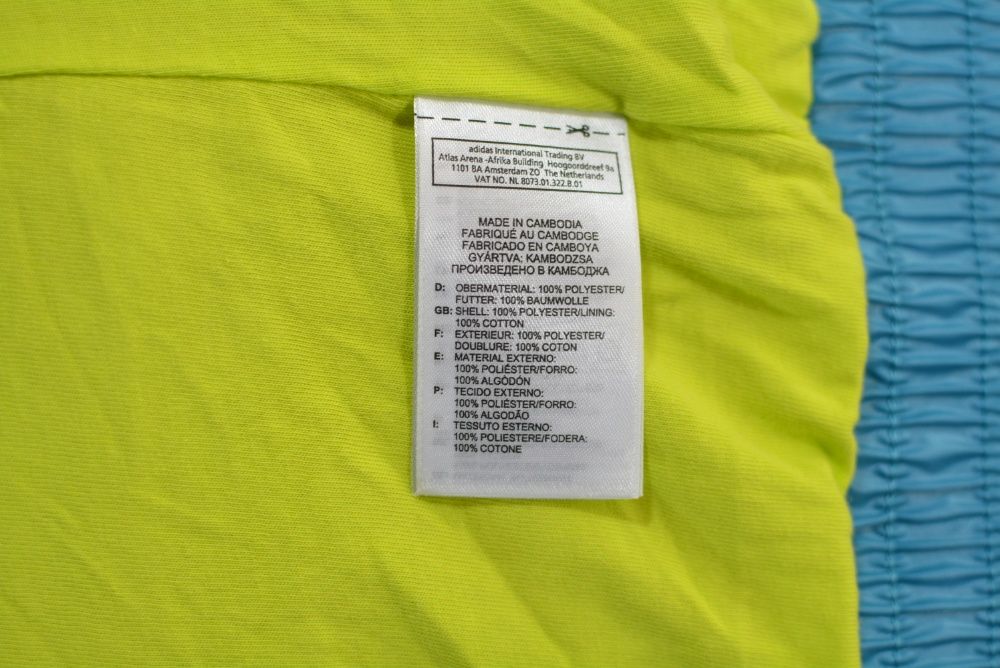 adidas International Trading BV
Atlas Arena -Afrika Building Hoogoorddreef 9a
1101 BA Amsterdam ZO The Netherlands
VAT NO. NL 8073.01.322.B.01
MADE IN CAMBODIA
FABRIQUÉ AU CAMBODGE
FABRICADO EN CAMBOYA
GYÁRTVA: KAMBODZSA
ПРОИЗВЕДЕНО В КАМБОДЖА
D: OBERMATERIAL: 100% POLYESTER/
FUTTER: 100% BAUMWOLLE
GB: SHELL: 100% POLYESTER/LINING:
100% COTTON
F: EXTERIEUR: 100% POLYESTER/
DOUBLURE: 100% COTON
E: MATERIAL EXTERNO:
100% POLIÉSTER/FORRO:
100% ALGÓDÓN
P: TECIDO EXTERNO:
100% POLIÉSTER/FORRO:
100% ALGODÃO
I: TESSUTO ESTERNO:
100% POLIESTERE/FODERA:
100% COTONE